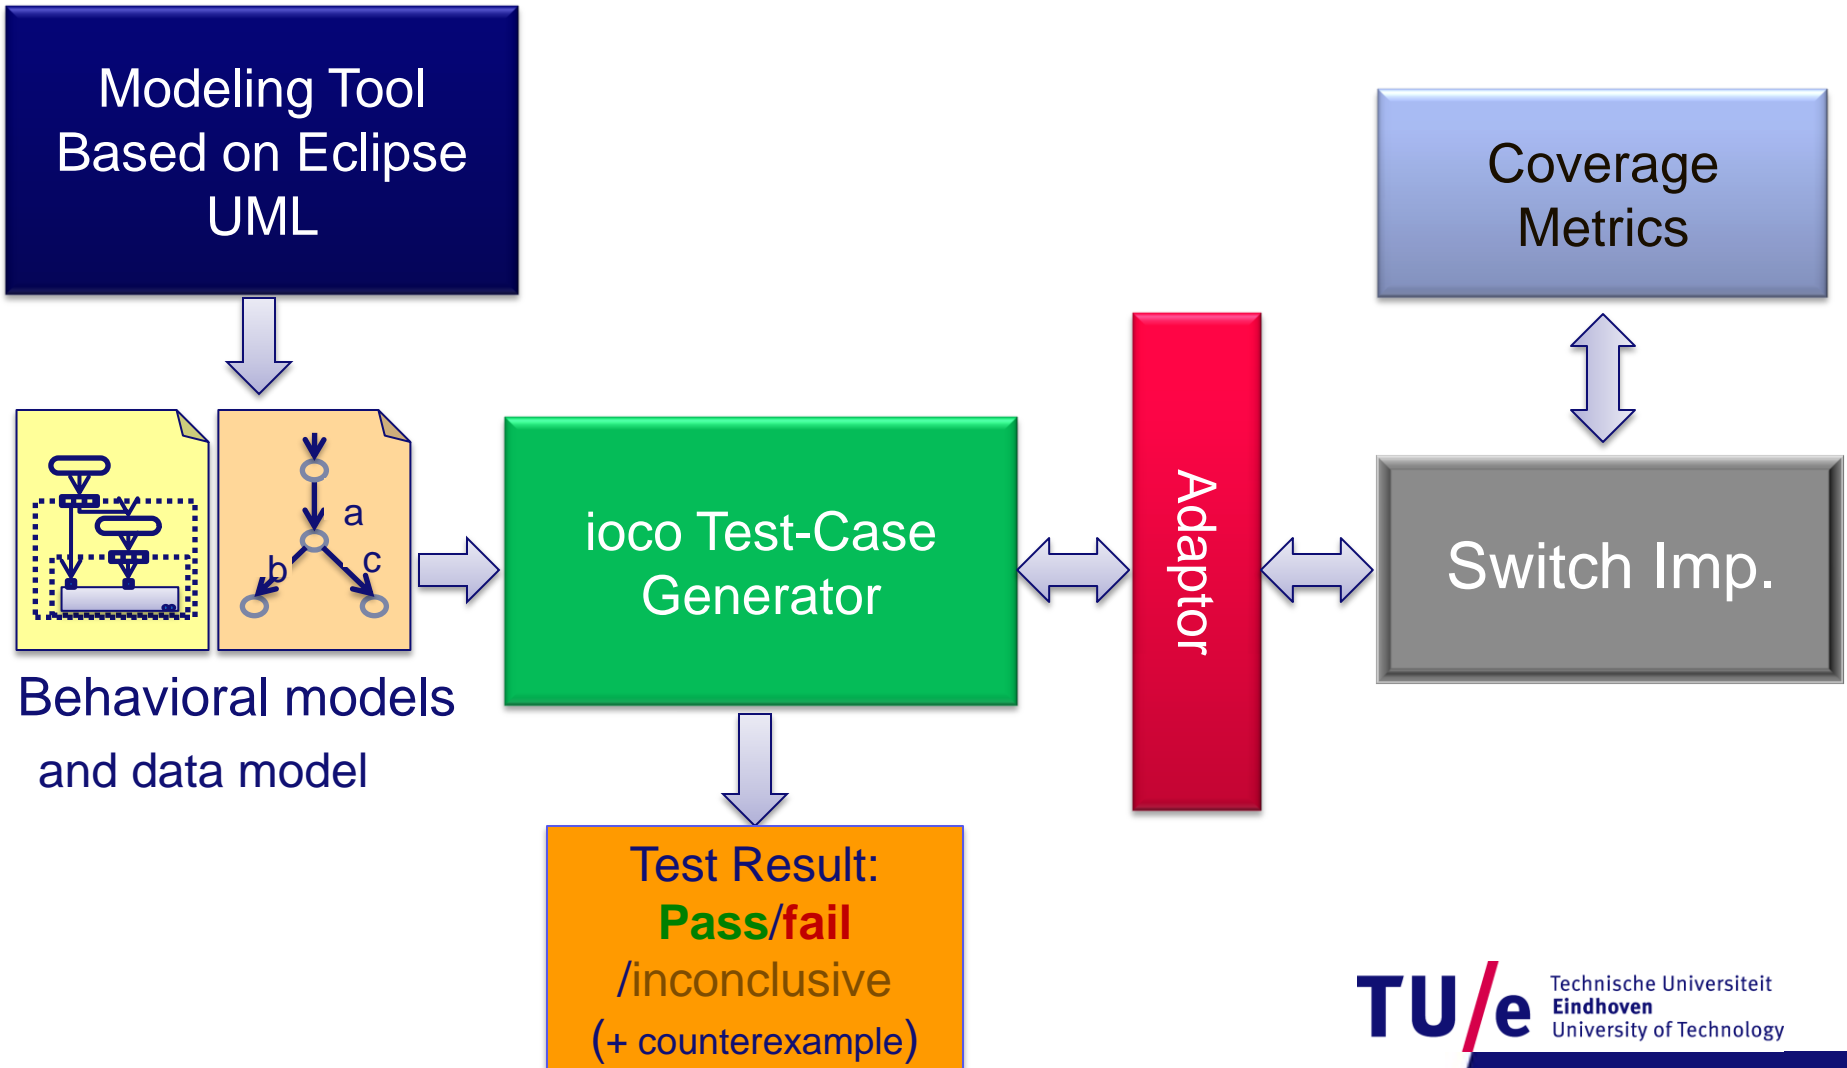 Modeling Tool
Based on Eclipse
UML
Coverage
Metrics
a
b
c
ioco Test-Case
Generator
Adaptor
Switch Imp.
Behavioral models
and data model
Test Result:
Pass/fail
/inconclusive
(+ counterexample)
TU/e
Technische Universiteit
Eindhoven
University of Technology